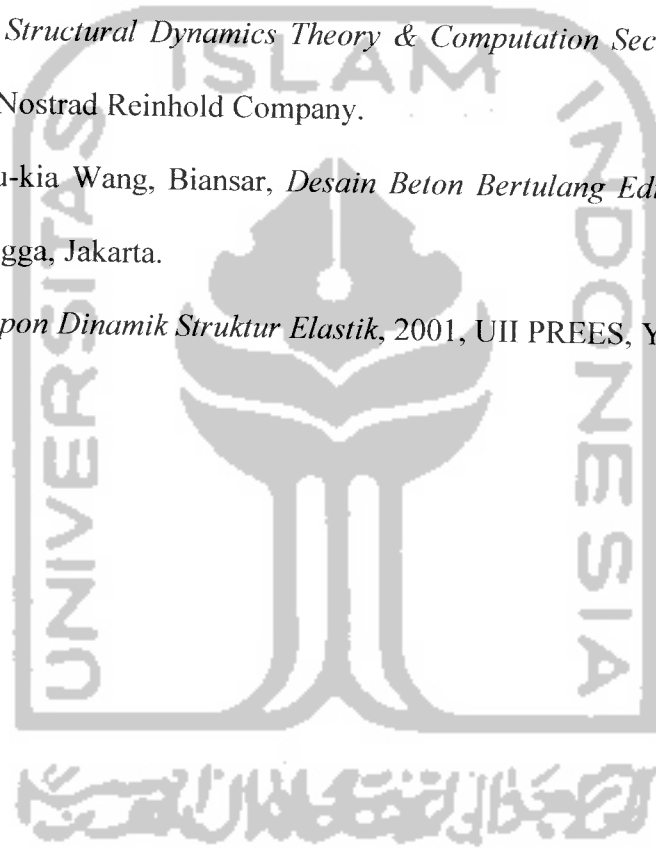 Structural Dynamics Theory & Computation Sec
Nostrad Reinhold Company.
u-kia Wang, Biansar, Desain Beton Bertulang Edi
gga, Jakarta.
pon Dinamik Struktur Elastik, 2001, UII PREES, Y
ISLAM
UNIVERSITAS
INDONESIA